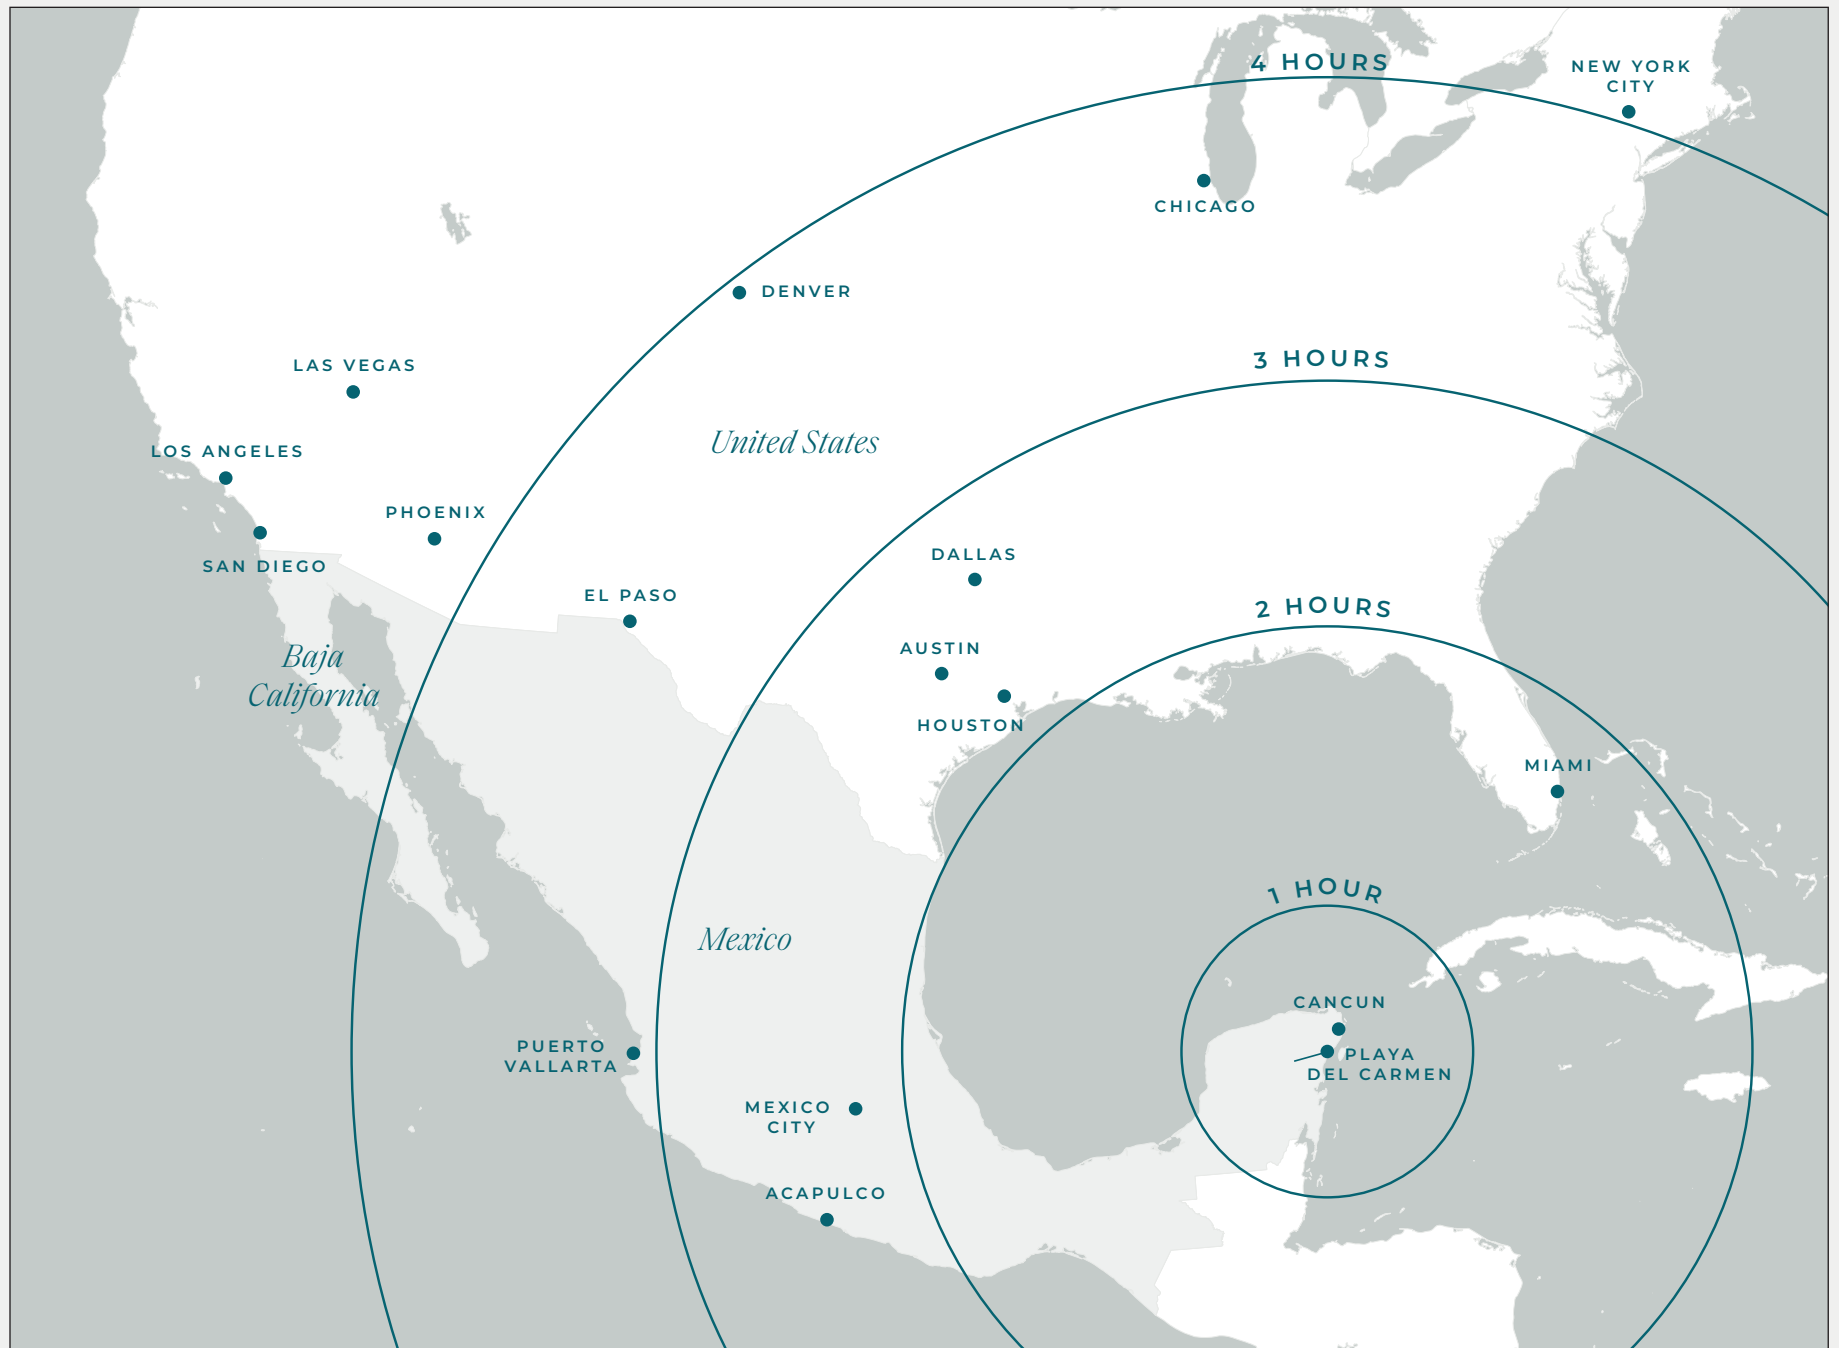 4 HOURS
NEW YORK
CITY
CHICAGO
DENVER
LAS VEGAS
3 HOURS
United States
LOS ANGELES
PHOENIX
DALLAS
SAN DIEGO
EL PASO
2 HOURS
AUSTIN
Baja
California
HOUSTON
MIAMI
1 HOUR
Mexico
CANCUN
PUERTO
VALLARTA
PLAYA
DEL CARMEN
MEXICO
CITY
ACAPULCO